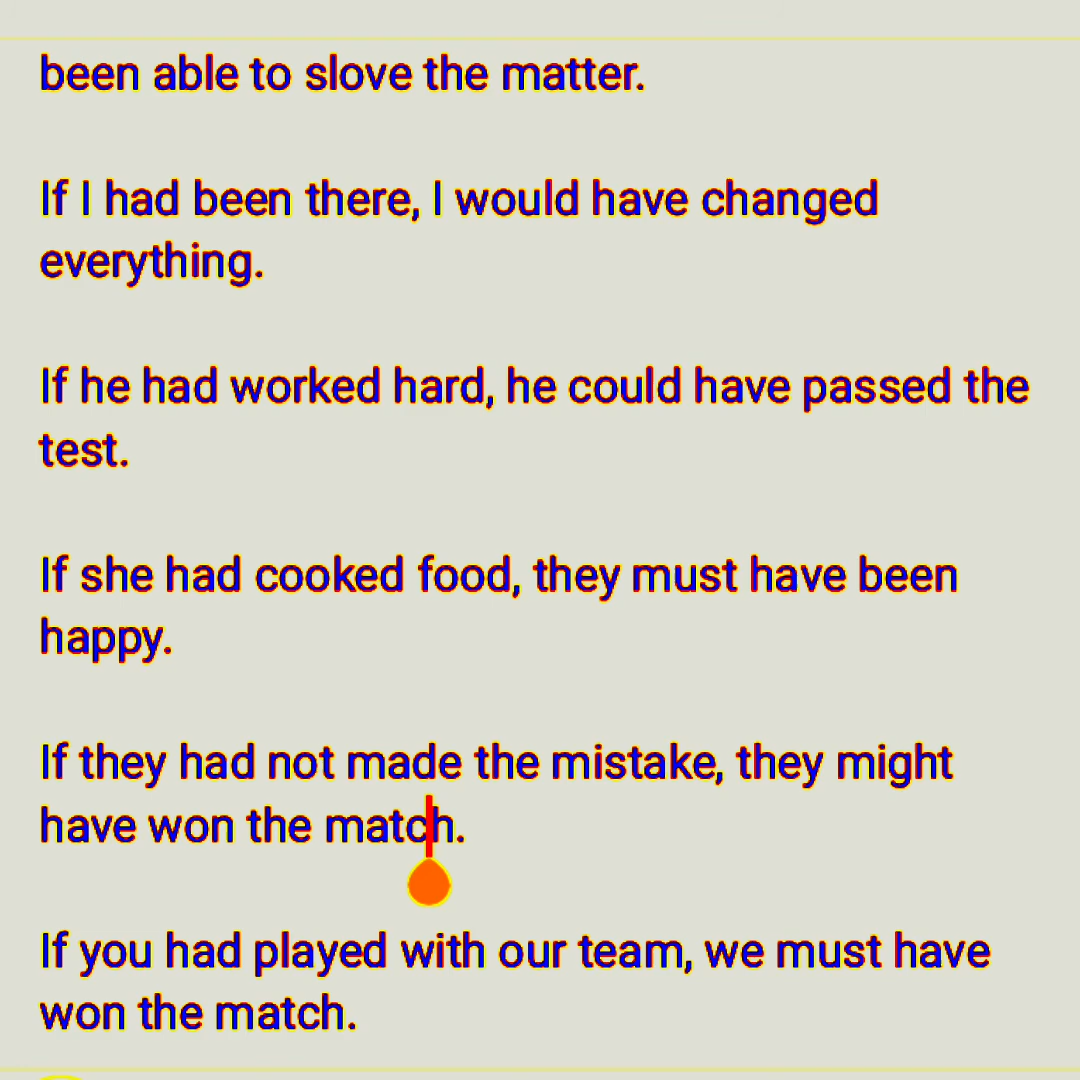 been able to slove the matter.
If I had been there, I would have changed
everything.
If he had worked hard, he could have passed the
test.
If she had cooked food, they must have been
happy.
If they had not made the mistake, they might
have won the match.
If you had played with our team, we must have
won the match.